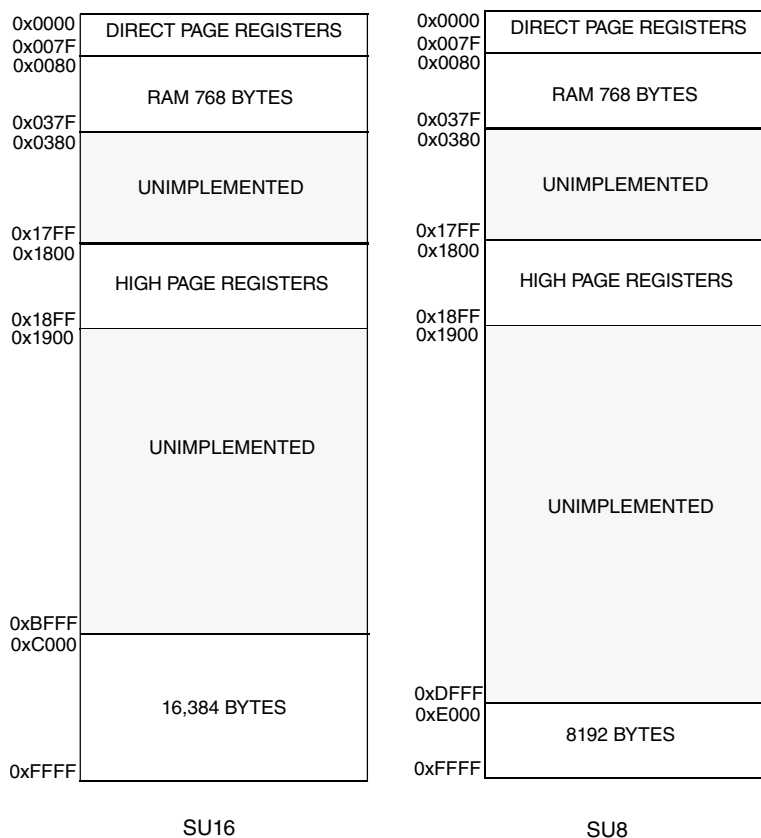 0x0000
DIRECT PAGE REGISTERS
0x007F
0x0080
RAM 768 BYTES
0x037F
0x0380
UNIMPLEMENTED
0x17FF
0x1800
HIGH PAGE REGISTERS
0x18FF
0x1900
UNIMPLEMENTED
0xBFFF
0xC000
16,384 BYTES
0xFFFF
SU16
0x0000
DIRECT PAGE REGISTERS
0x007F
0x0080
RAM 768 BYTES
0x037F
0x0380
UNIMPLEMENTED
0x17FF
0x1800
HIGH PAGE REGISTERS
0x18FF
0x1900
UNIMPLEMENTED
0xDFFF
0xE000
8192 BYTES
0xFFFF
SU8